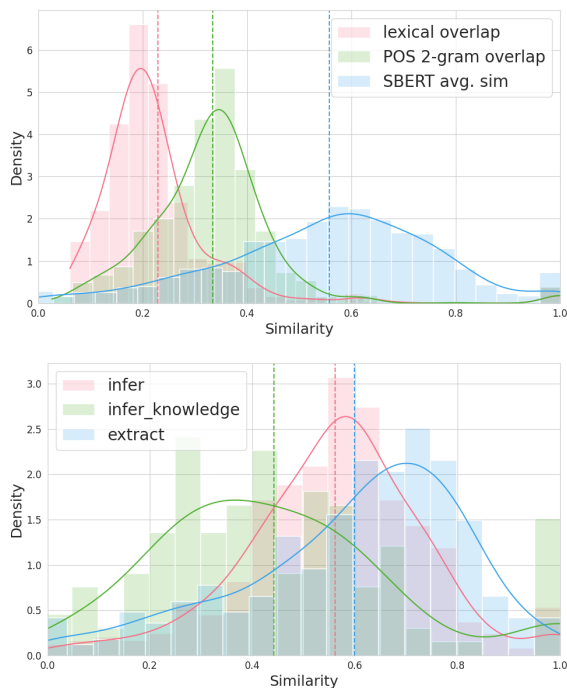 lexical overlap
POS 2-gram overlap
SBERT avg. sim
Density
6
5
4
3
2
1
0
0.0 0.2 0.4 0.6 0.8 1.0
Similarity
infer
infer_knowledge
extract
Density
3.0
2.5
2.0
1.5
1.0
0.5
0.0
0.0 0.2 0.4 0.6 0.8 1.0
Similarity